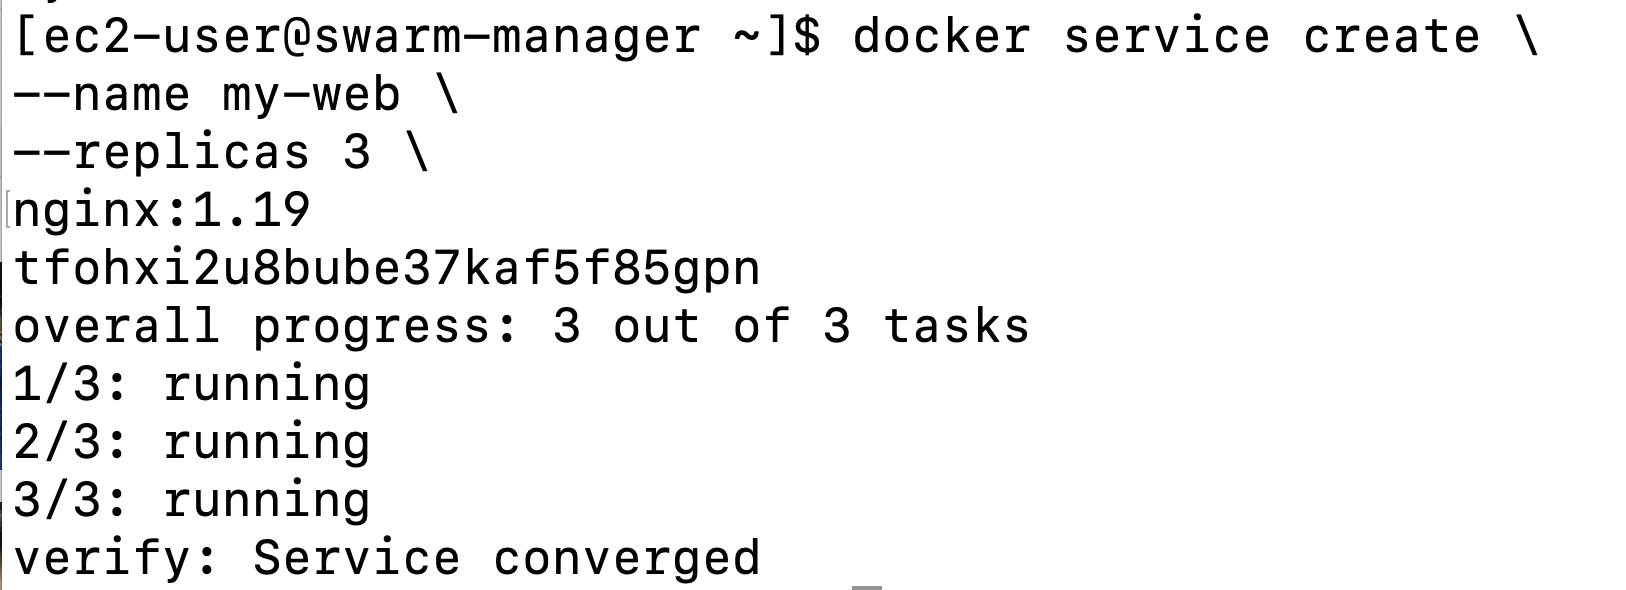 [ec2-user@swarm-manager ~]$ docker service create \
--name my-web \
--replicas 3 \
nginx:1.19
tfohxi2u8bube37kaf5f85gpn
overall progress: 3 out of 3 tasks
1/3: running
2/3: running
3/3: running
verify: Service converged